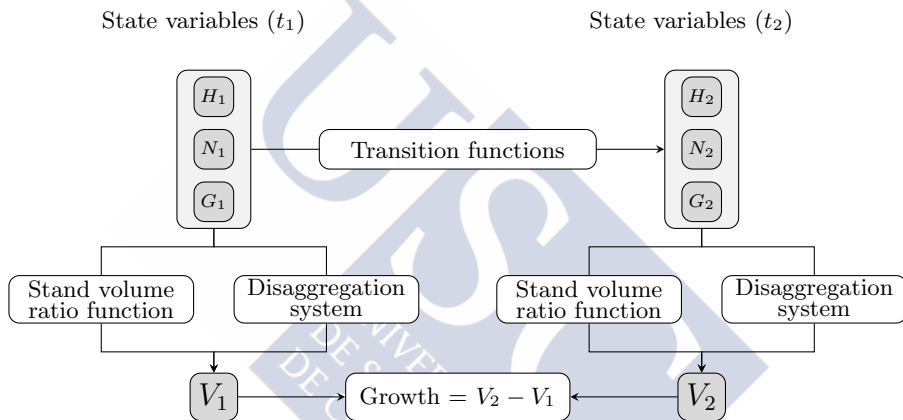 State variables (t₁) State variables (t₂)
H₁ H₂
N₁ Transition functions N₂
G₁ G₂
Stand volume Disaggregation Stand volume Disaggregation
ratio function system ratio function system
V₁ Growth = V₂ − V₁ V₂
USC